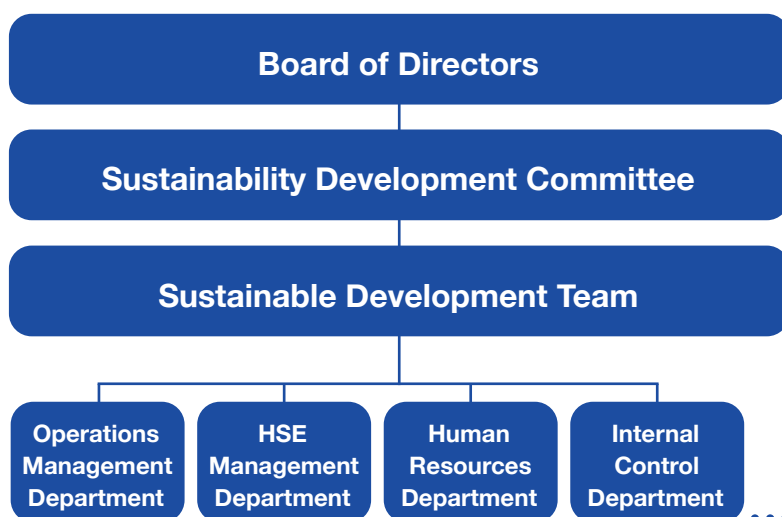 Board of Directors
Sustainability Development Committee
Sustainable Development Team
Operations
Management
Department
HSE
Management
Department
Human
Resources
Department
Internal
Control
Department